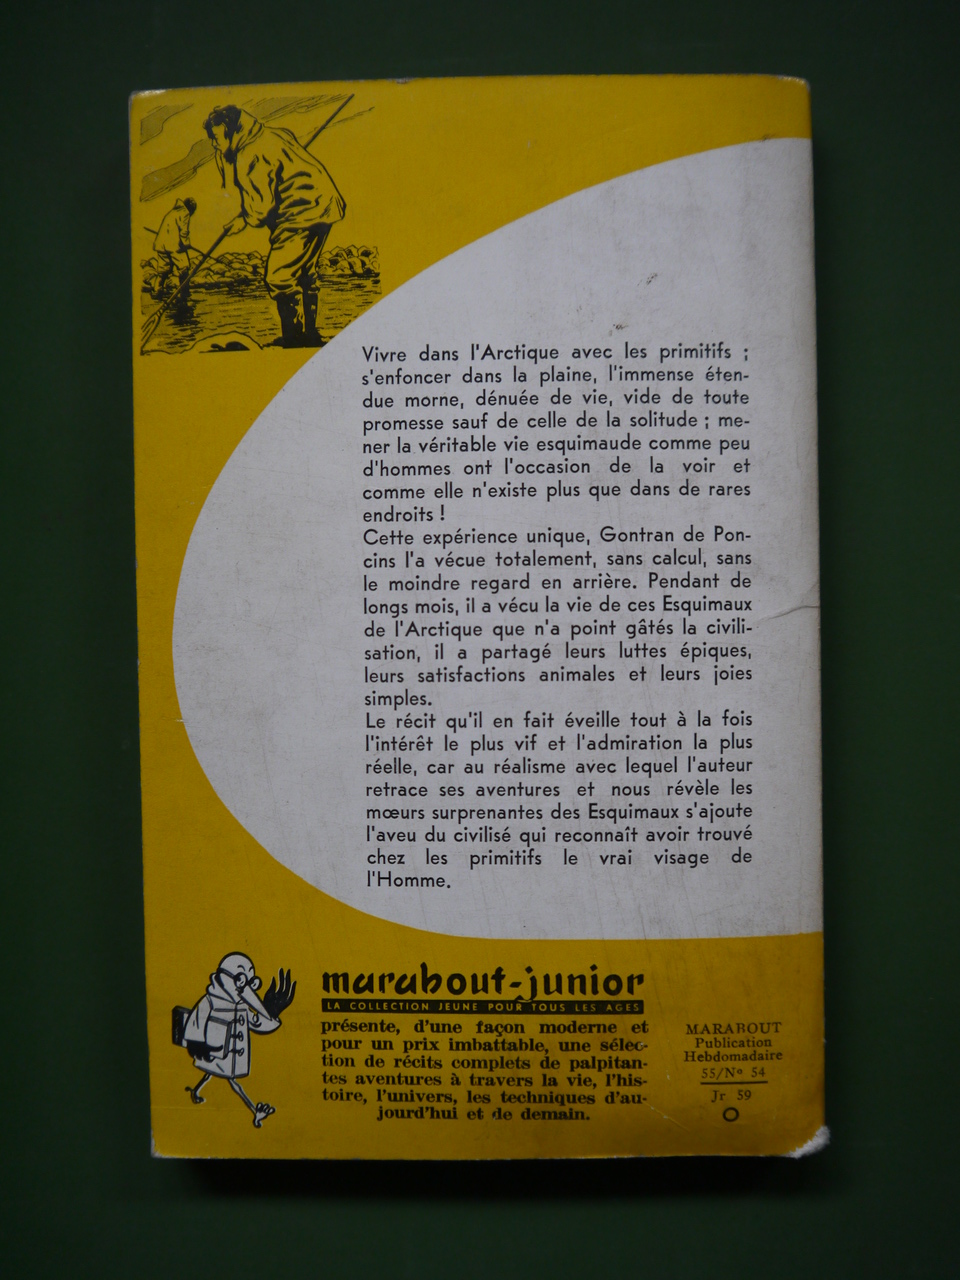 Vivre dans l'Arctique avec les primitifs ;
s'enfoncer dans la plaine, l'immense éten-
due morne, dénuée de vie, vide de toute
promesse sauf de celle de la solitude ; me-
ner la véritable vie esquimaude comme peu
d'hommes ont l'occasion de la voir et
comme elle n'existe plus que dans de rares
endroits !
Cette expérience unique, Gontran de Pon-
cins l'a vécue totalement, sans calcul, sans
le moindre regard en arrière. Pendant de
longs mois, il a vécu la vie de ces Esquimaux
de l'Arctique que n'a point gâtés la civili-
sation, il a partagé leurs luttes épiques,
leurs satisfactions animales et leurs joies
simples.
Le récit qu'il en fait éveille tout à la fois
l'intérêt le plus vif et l'admiration la plus
réelle, car au réalisme avec lequel l'auteur
retrace ses aventures et nous révèle les
mœurs surprenantes des Esquimaux s'ajoute
l'aveu du civilisé qui reconnaît avoir trouvé
chez les primitifs le vrai visage de
l'Homme.
marabout-junior
LA COLLECTION JEUNE POUR TOUS LES AGES
présente, d'une façon moderne et
pour un prix imbattable, une sélec-
tion de récits complets de palpitan-
tes aventures à travers la vie, l'his-
toire, l'univers, les techniques d'au-
jourd'hui et de demain.
MARABOUT
Publication
Hebdomadaire
55/Nº 54
Jr 59